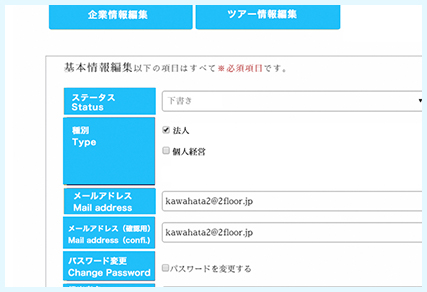 企業情報編集 ツアー情報編集
基本情報編集以下の項目はすべて※必須項目です。
ステータス
Status
下書き
種別
Type
法人
個人経営
メールアドレス
Mail address
kawahata2@2floor.jp
メールアドレス（確認用）
Mail address (confi.)
kawahata2@2floor.jp
パスワード変更
Change Password
パスワードを変更する